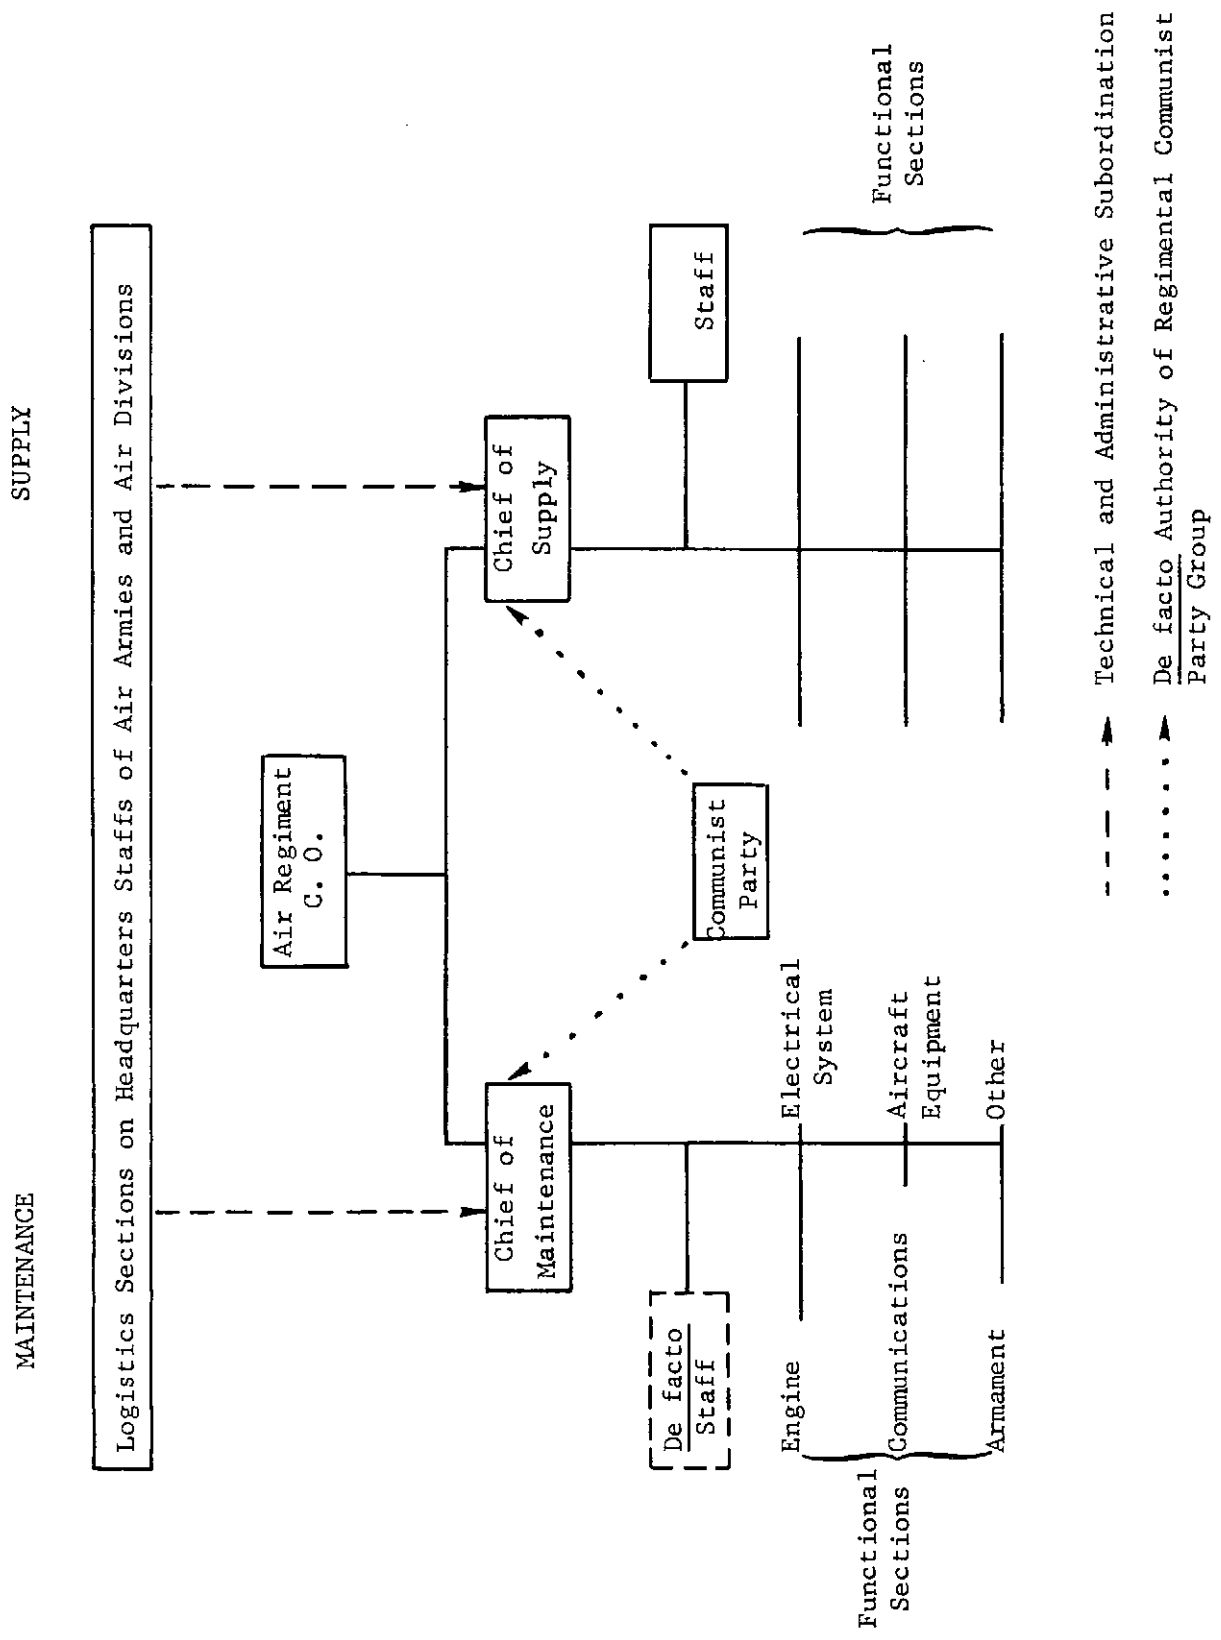 MAINTENANCE
SUPPLY
Logistics Sections on Headquarters Staffs of Air Armies and Air Divisions
Air Regiment
C. O.
Chief of
Maintenance
Chief of
Supply
De facto
Staff
Communist
Party
Staff
Engine
Electrical
System
Communications
Aircraft
Equipment
Armament
Other
Functional
Sections
Functional
Sections
Technical and Administrative Subordination
De facto Authority of Regimental Communist
Party Group